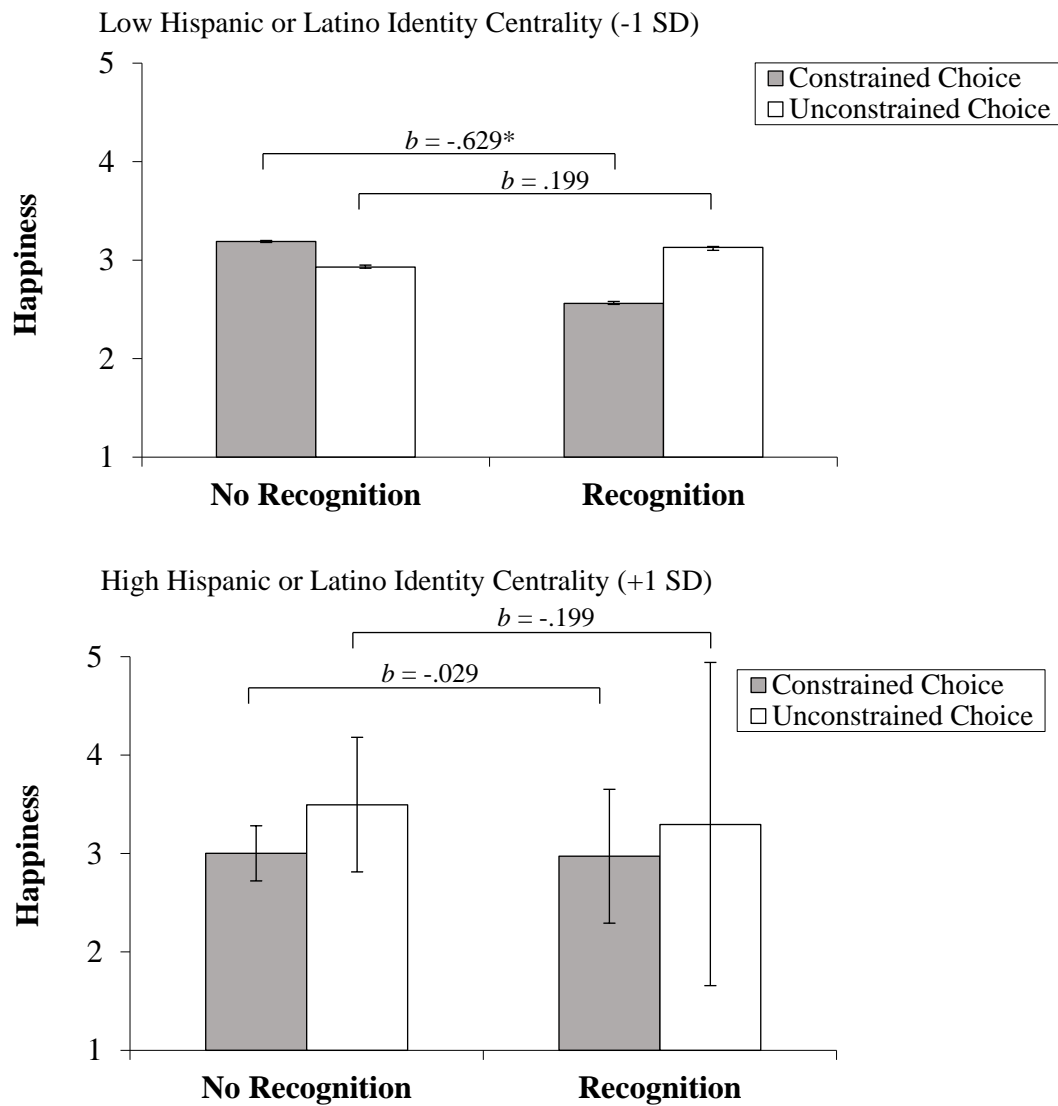 Low Hispanic or Latino Identity Centrality (-1 SD)
5
4
3
2
1
Happiness
Constrained Choice
Unconstrained Choice
b = -.629*
b = .199
No Recognition
Recognition
High Hispanic or Latino Identity Centrality (+1 SD)
b = -.199
5
4
3
2
1
Happiness
b = -.029
Constrained Choice
Unconstrained Choice
No Recognition
Recognition